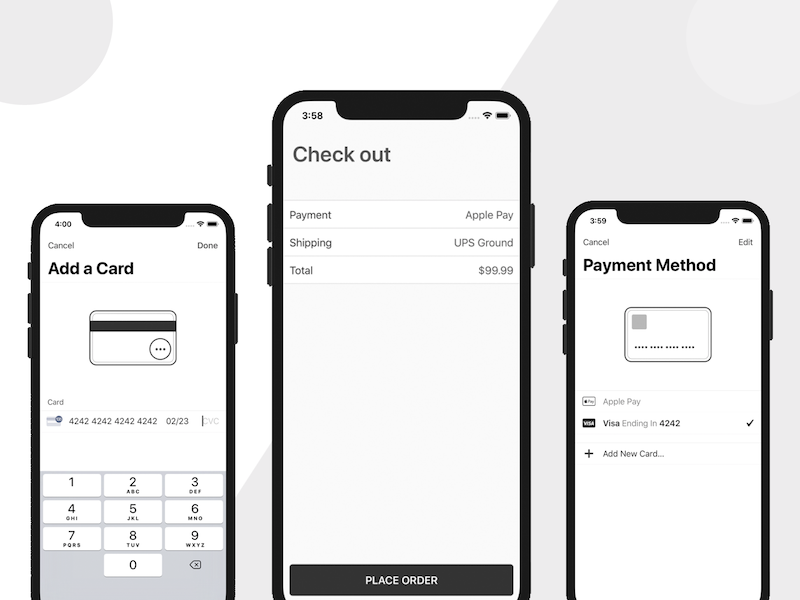 4:00
Cancel Done
Add a Card
Card
4242 4242 4242 4242 02/23 CVC
1
2 ABC
3 DEF
4 GHI
5 JKL
6 MNO
7 PQRS
8 TUV
9 WXYZ
0
3:58
Check out
Payment Apple Pay
Shipping UPS Ground
Total $99.99
PLACE ORDER
3:59
Cancel Edit
Payment Method
Pay Apple Pay
VISA Visa Ending In 4242
+ Add New Card...